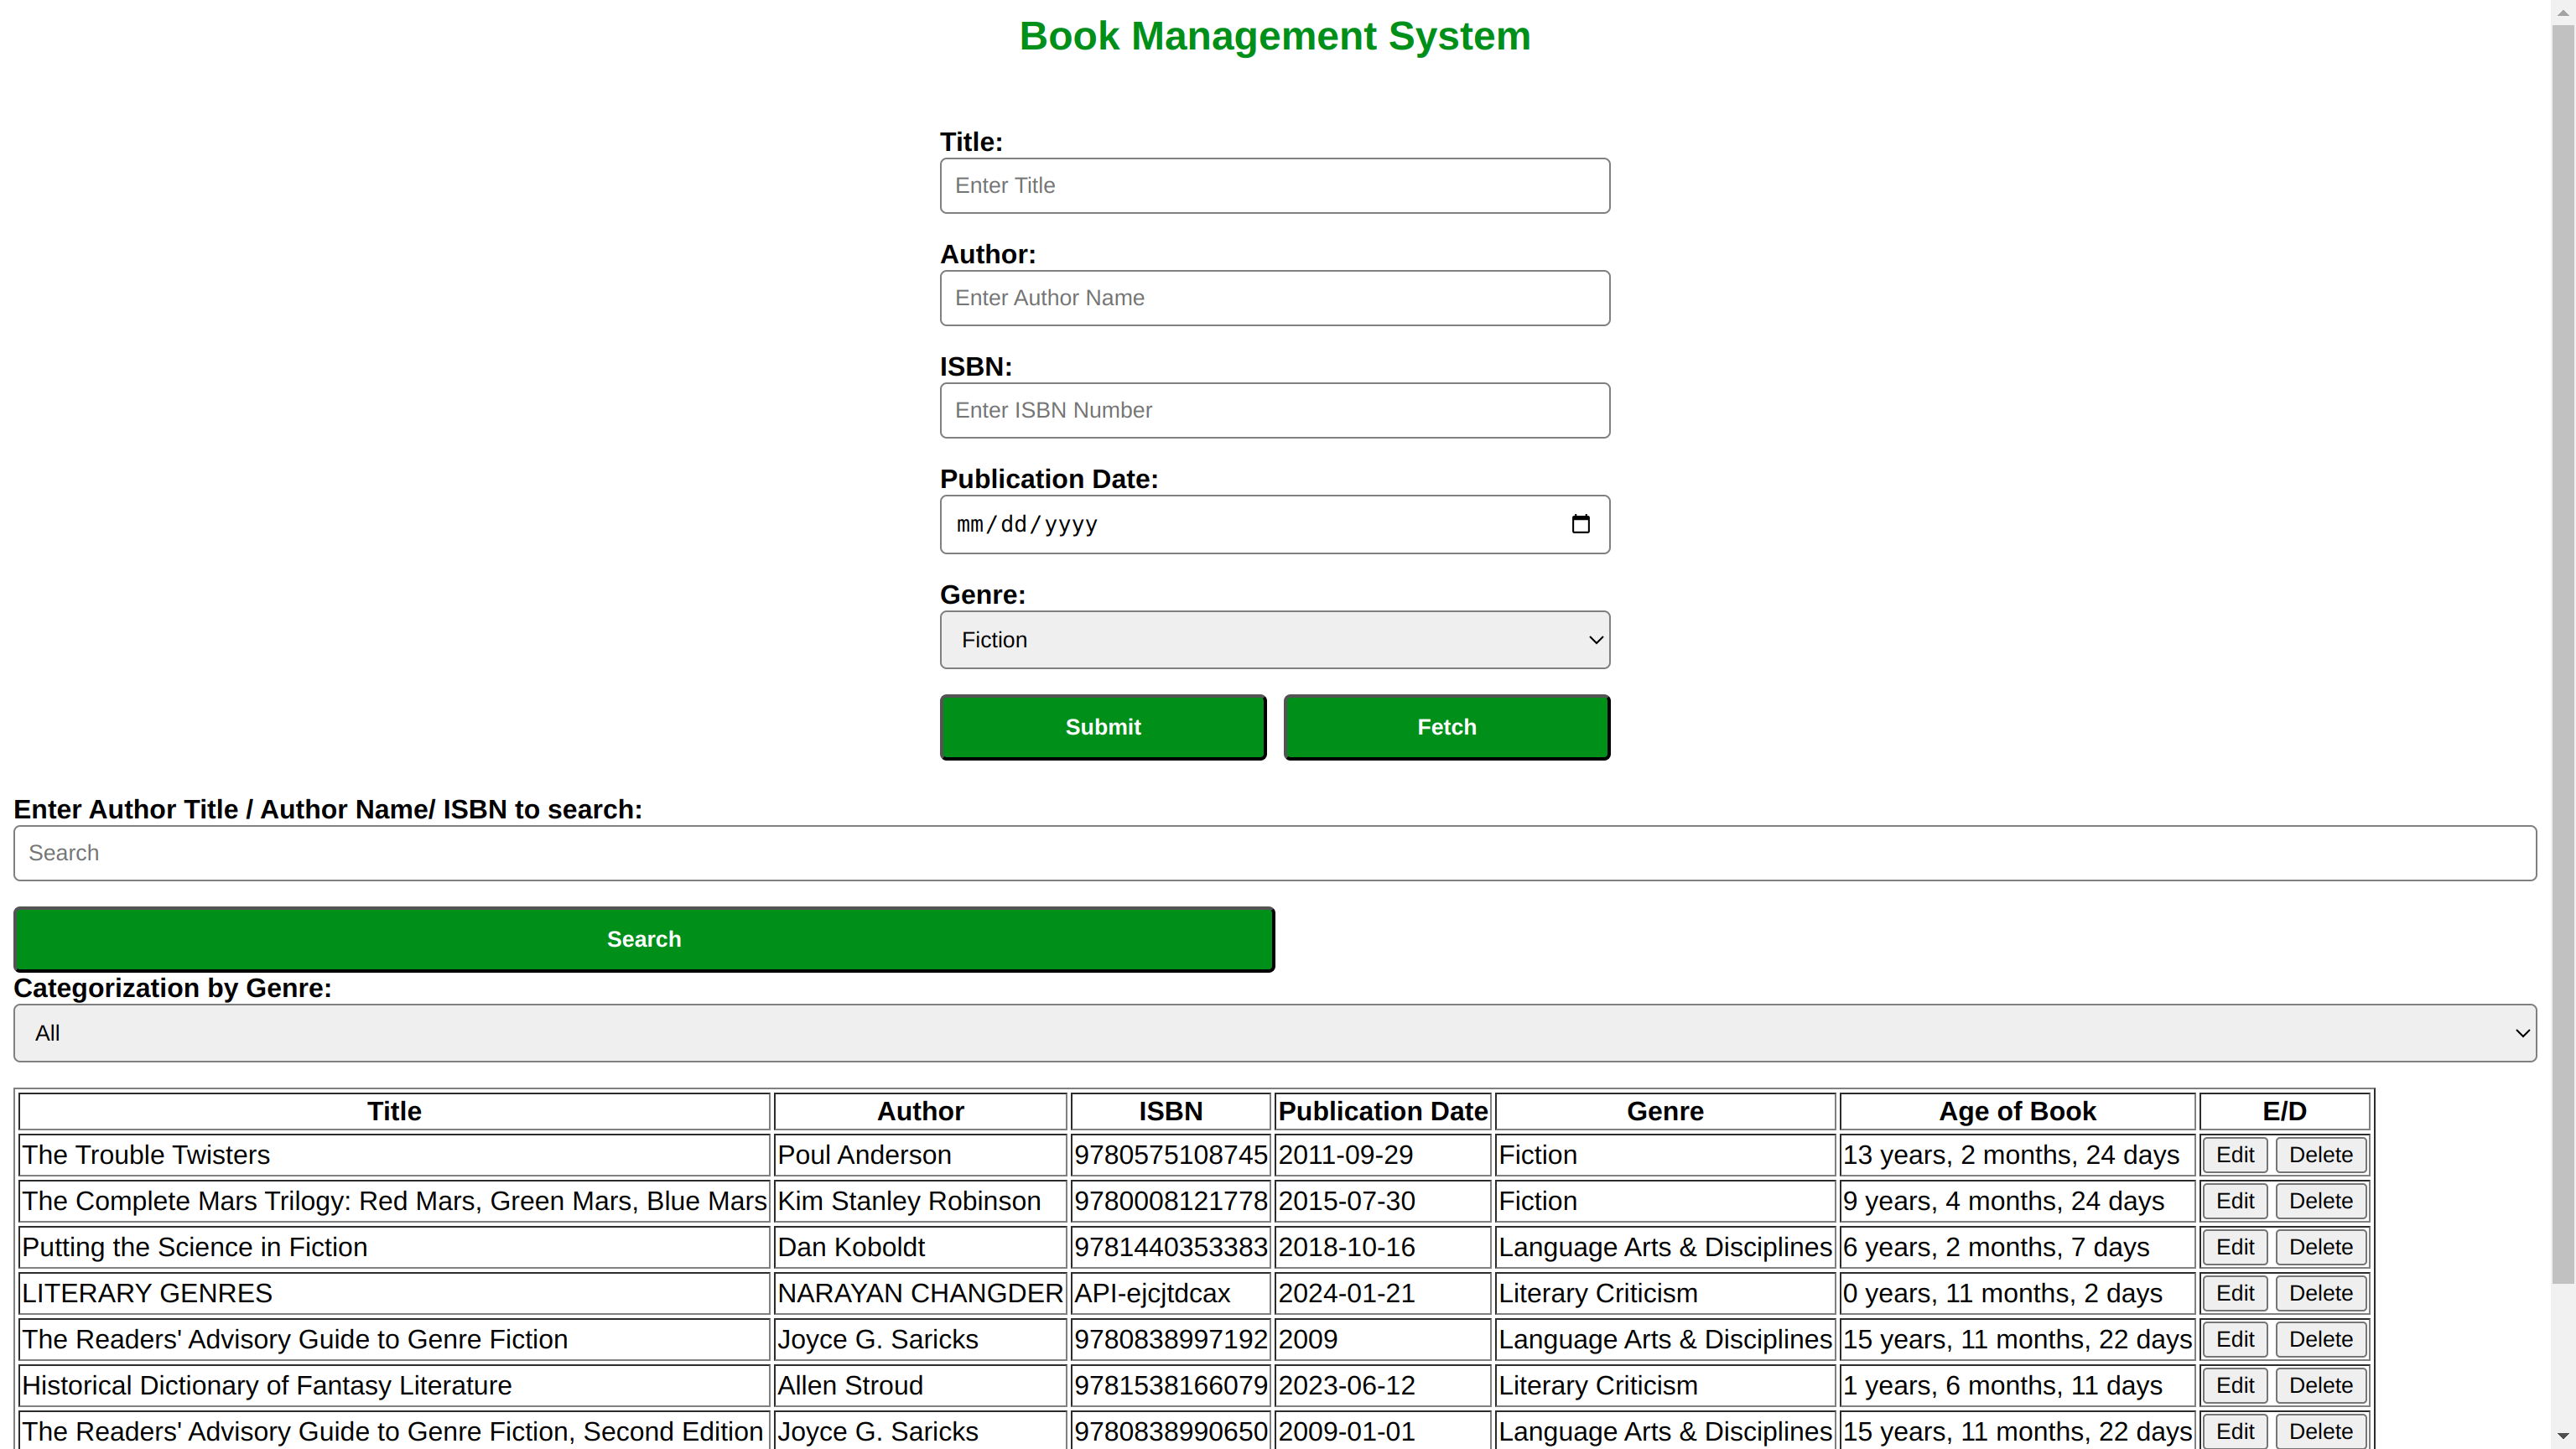 Book Management System
Title:
Enter Title
Author:
Enter Author Name
ISBN:
Enter ISBN Number
Publication Date:
mm/dd/yyyy
Genre:
Fiction
Submit Fetch
Enter Author Title / Author Name/ ISBN to search:
Search
Search
Categorization by Genre:
All
Title Author ISBN Publication Date Genre Age of Book E/D
The Trouble Twisters Poul Anderson 9780575108745 2011-09-29 Fiction 13 years, 2 months, 24 days Edit Delete
The Complete Mars Trilogy: Red Mars, Green Mars, Blue Mars Kim Stanley Robinson 9780008121778 2015-07-30 Fiction 9 years, 4 months, 24 days Edit Delete
Putting the Science in Fiction Dan Koboldt 9781440353383 2018-10-16 Language Arts & Disciplines 6 years, 2 months, 7 days Edit Delete
LITERARY GENRES NARAYAN CHANGDER API-ejcjtdcax 2024-01-21 Literary Criticism 0 years, 11 months, 2 days Edit Delete
The Readers' Advisory Guide to Genre Fiction Joyce G. Saricks 9780838997192 2009 Language Arts & Disciplines 15 years, 11 months, 22 days Edit Delete
Historical Dictionary of Fantasy Literature Allen Stroud 9781538166079 2023-06-12 Literary Criticism 1 years, 6 months, 11 days Edit Delete
The Readers' Advisory Guide to Genre Fiction, Second Edition Joyce G. Saricks 9780838990650 2009-01-01 Language Arts & Disciplines 15 years, 11 months, 22 days Edit Delete